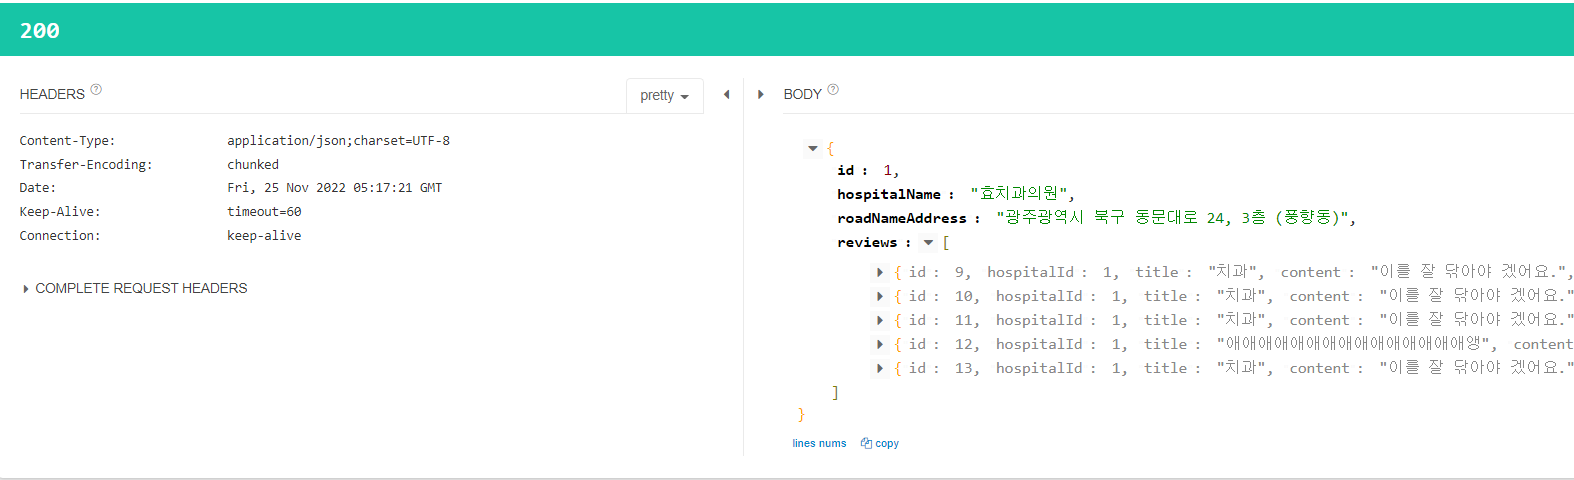 200
HEADERS ?
pretty
Content-Type: application/json;charset=UTF-8
Transfer-Encoding: chunked
Date: Fri, 25 Nov 2022 05:17:21 GMT
Keep-Alive: timeout=60
Connection: keep-alive
COMPLETE REQUEST HEADERS
BODY ?
{
id : 1,
hospitalName : "효치과의원",
roadNameAddress : "광주광역시 북구 동문대로 24, 3층 (풍향동)",
reviews : [
{ id : 9, hospitalId : 1, title : "치과", content : "이를 잘 닦아야 겠어요.",
{ id : 10, hospitalId : 1, title : "치과", content : "이를 잘 닦아야 겠어요."
{ id : 11, hospitalId : 1, title : "치과", content : "이를 잘 닦아야 겠어요."
{ id : 12, hospitalId : 1, title : "애애애애애애애애애애애애애애애앵", content
{ id : 13, hospitalId : 1, title : "치과", content : "이를 잘 닦아야 겠어요."
]
}
lines nums copy